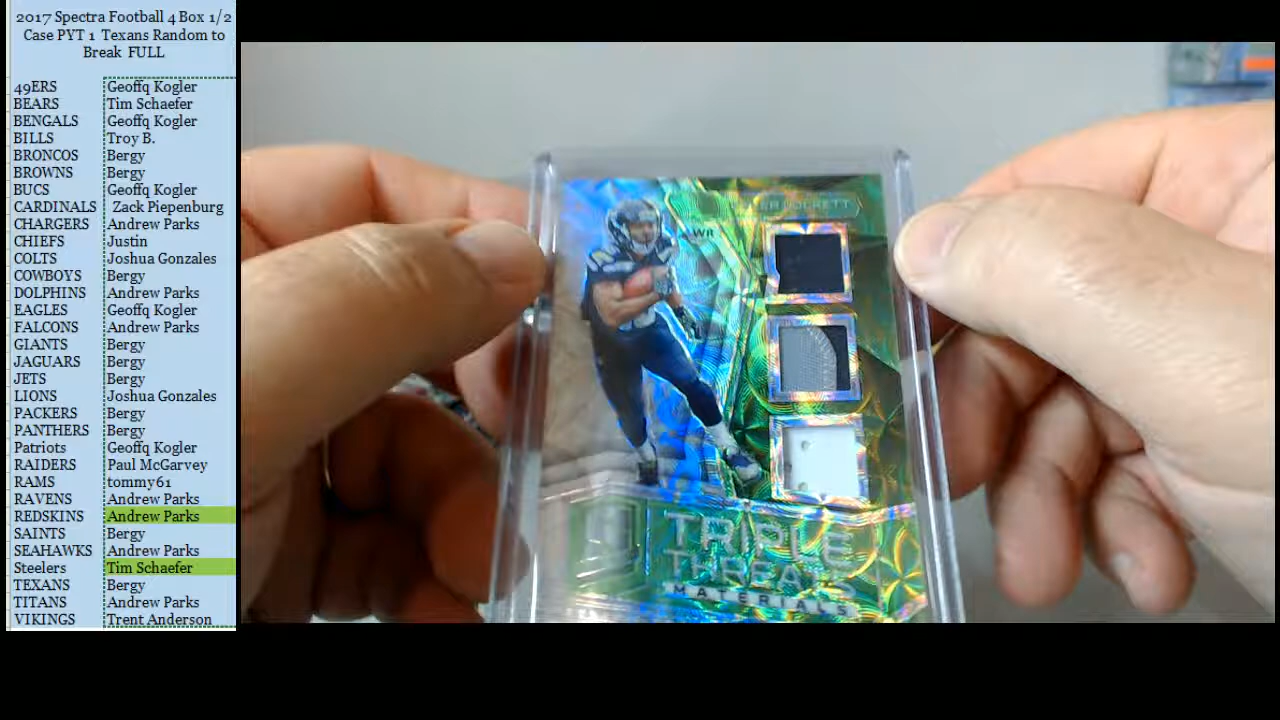 2017 Spectra Football 4 Box 1/2
Case PYT 1 Texans Random to
Break FULL
49ERS Geoffq Kogler
BEARS Tim Schaefer
BENGALS Geoffq Kogler
BILLS Troy B.
BRONCOS Bergy
BROWNS Bergy
BUCS Geoffq Kogler
CARDINALS Zack Piepenburg
CHARGERS Andrew Parks
CHIEFS Justin
COLTS Joshua Gonzales
COWBOYS Bergy
DOLPHINS Andrew Parks
EAGLES Geoffq Kogler
FALCONS Andrew Parks
GIANTS Bergy
JAGUARS Bergy
JETS Bergy
LIONS Joshua Gonzales
PACKERS Bergy
PANTHERS Bergy
Patriots Geoffq Kogler
RAIDERS Paul McGarvey
RAMS tommy61
RAVENS Andrew Parks
REDSKINS Andrew Parks
SAINTS Bergy
SEAHAWKS Andrew Parks
Steelers Tim Schaefer
TEXANS Bergy
TITANS Andrew Parks
VIKINGS Trent Anderson
LOCKETT
WR
TRIPLE
THREAT
MATERIALS